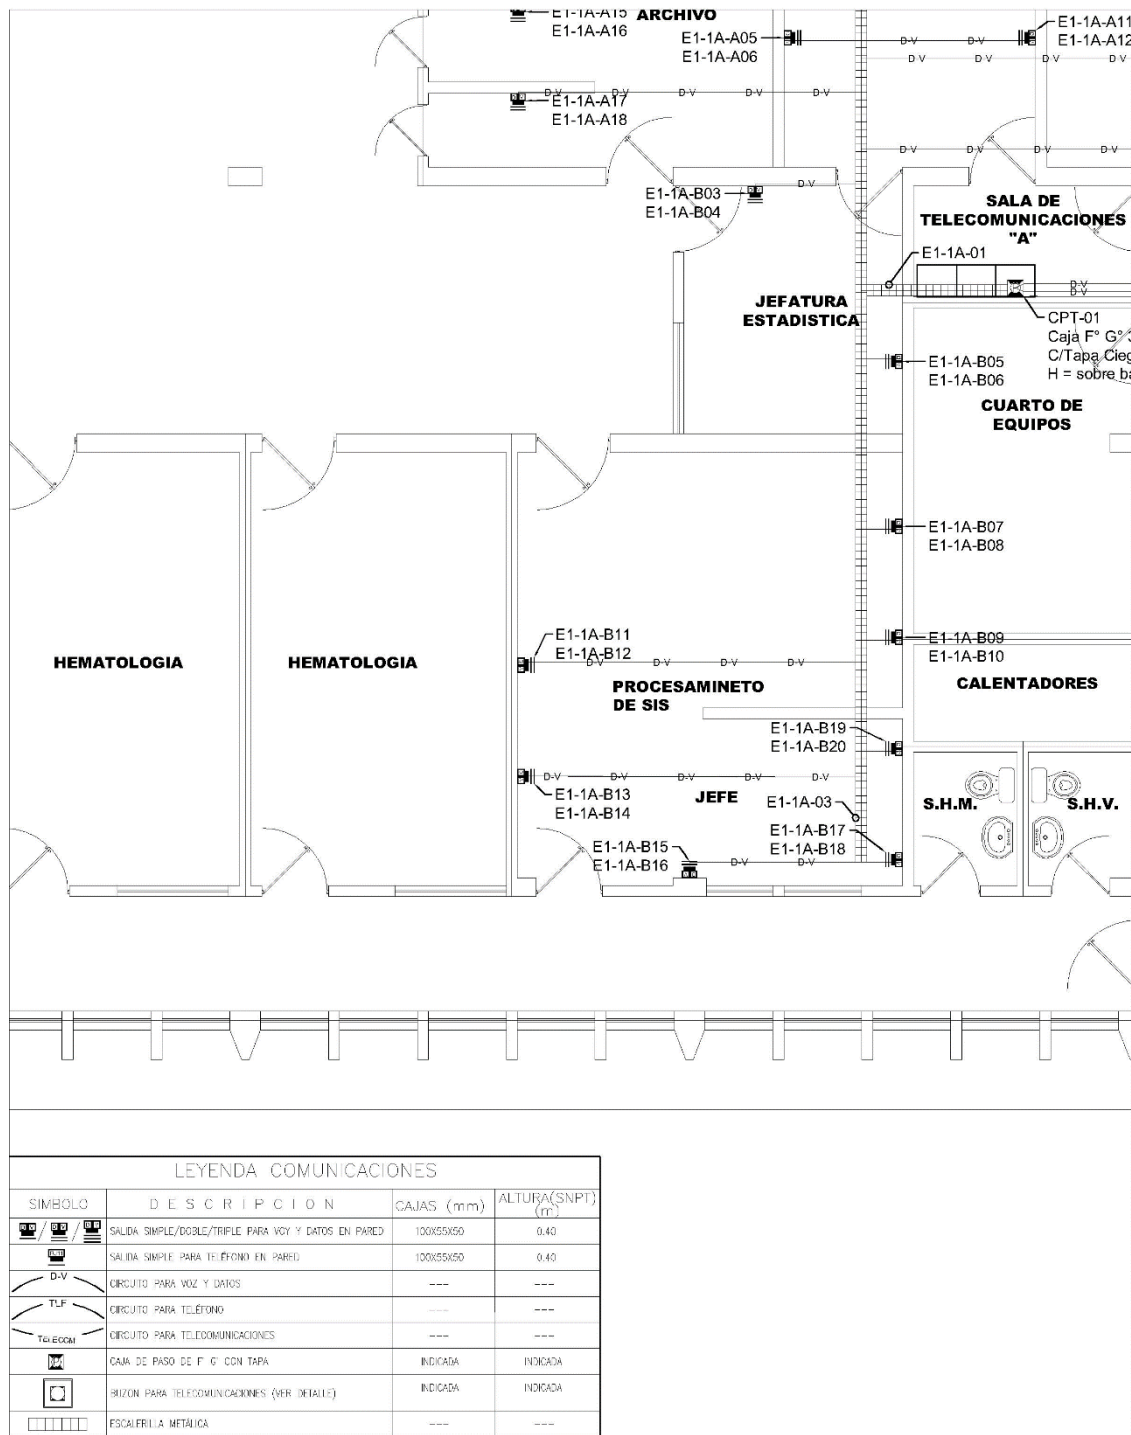 E1-1A-A15
E1-1A-A16
ARCHIVO
E1-1A-A05
E1-1A-A06
E1-1A-A11
E1-1A-A12
D-V
D-V
D-V
D-V
D-V
D-V
D-V
D-V
D-V
D-V
D-V
E1-1A-A17
E1-1A-A18
D-V
D-V
D-V
E1-1A-B03
E1-1A-B04
D-V
SALA DE
TELECOMUNICACIONES
"A"
E1-1A-01
D-V
D-V
JEFATURA
ESTADISTICA
CPT-01
Caja F° G°
C/Tapa
H = sobre
E1-1A-B05
E1-1A-B06
CUARTO DE
EQUIPOS
E1-1A-B07
E1-1A-B08
E1-1A-B11
E1-1A-B12
D-V
D-V
D-V
D-V
E1-1A-B09
E1-1A-B10
HEMATOLOGIA
HEMATOLOGIA
PROCESAMINETO
DE SIS
CALENTADORES
E1-1A-B19
E1-1A-B20
D-V
D-V
D-V
D-V
D-V
E1-1A-B13
E1-1A-B14
JEFE
E1-1A-03
S.H.M.
S.H.V.
E1-1A-B17
E1-1A-B18
E1-1A-B15
E1-1A-B16
D-V
D-V
LEYENDA COMUNICACIONES
SIMBOLO DESCRIPCION CAJAS (mm) ALTURA(SNPT) (m)
SALIDA SIMPLE/DOBLE/TRIPLE PARA VOY Y DATOS EN PARED 100X55X50 0.40
SALIDA SIMPLE PARA TELÉFONO EN PARED 100X55X50 0.40
D-V CIRCUITO PARA VOZ Y DATOS --- ---
TLF CIRCUITO PARA TELÉFONO --- ---
TELECOM CIRCUITO PARA TELECOMUNICACIONES --- ---
CAJA DE PASO DE F° G° CON TAPA INDICADA INDICADA
BUZON PARA TELECOMUNICACIONES (VER DETALLE) INDICADA INDICADA
ESCALERILLA METÁLICA --- ---